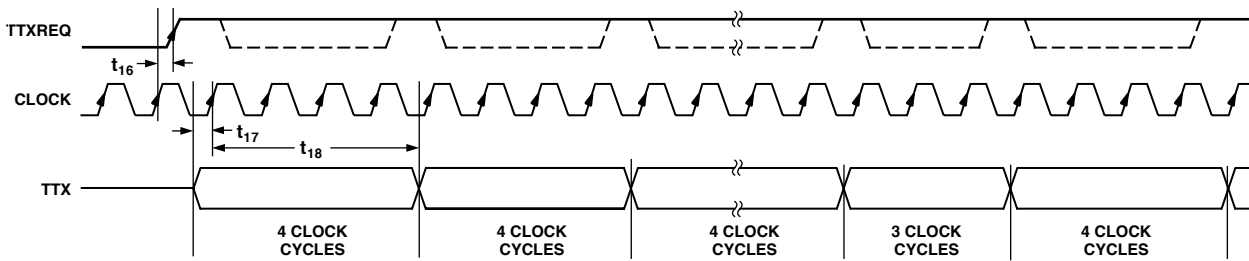 TTXREQ
t16
CLOCK
t17
t18
TTX
4 CLOCK
CYCLES
4 CLOCK
CYCLES
4 CLOCK
CYCLES
3 CLOCK
CYCLES
4 CLOCK
CYCLES